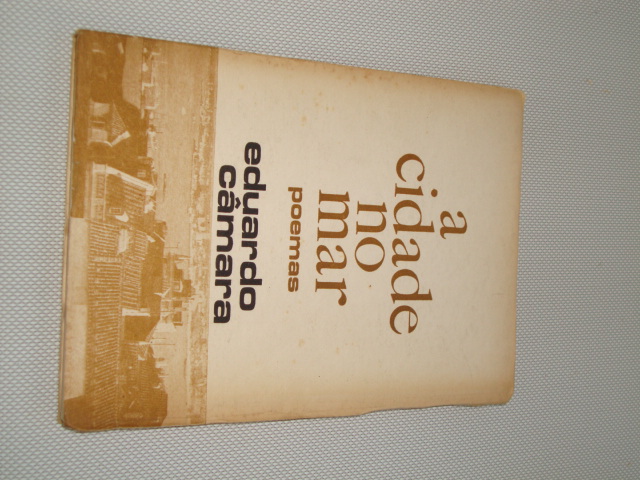 a
cidade
no
mar
poemas
eduardo
câmara